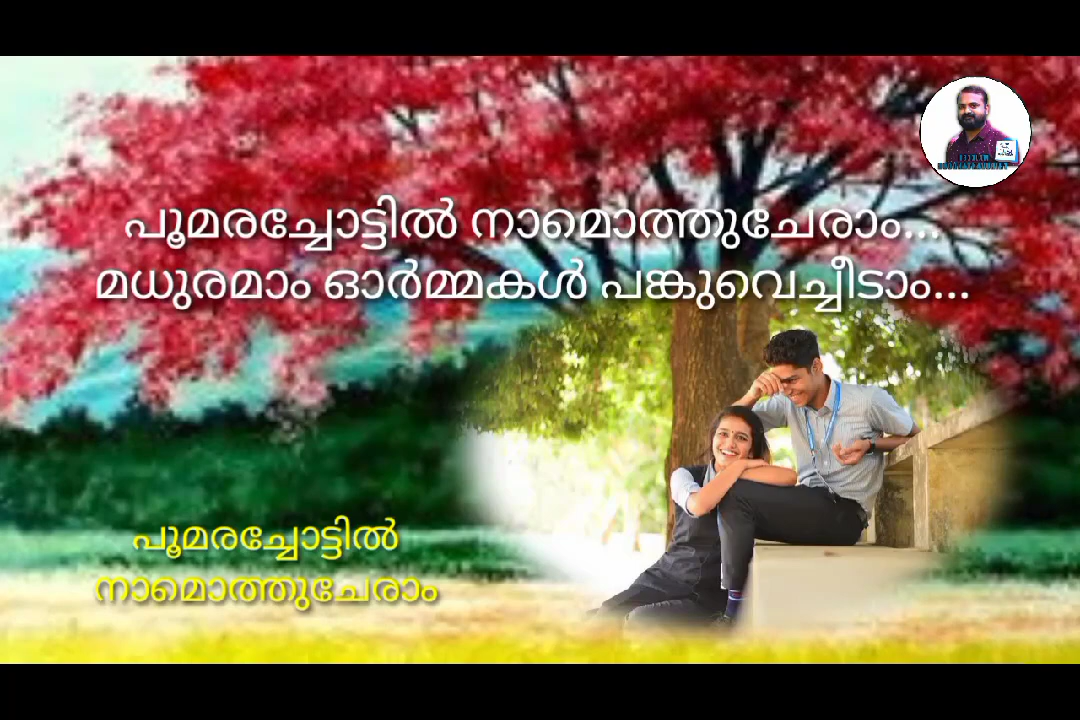 പൂമരച്ചോട്ടിൽ നാമൊത്തുചേരാം...
മധുരമാം ഓർമ്മകൾ പങ്കുവെച്ചീടാം...
പൂമരച്ചോട്ടിൽ
നാമൊത്തുചേരാം